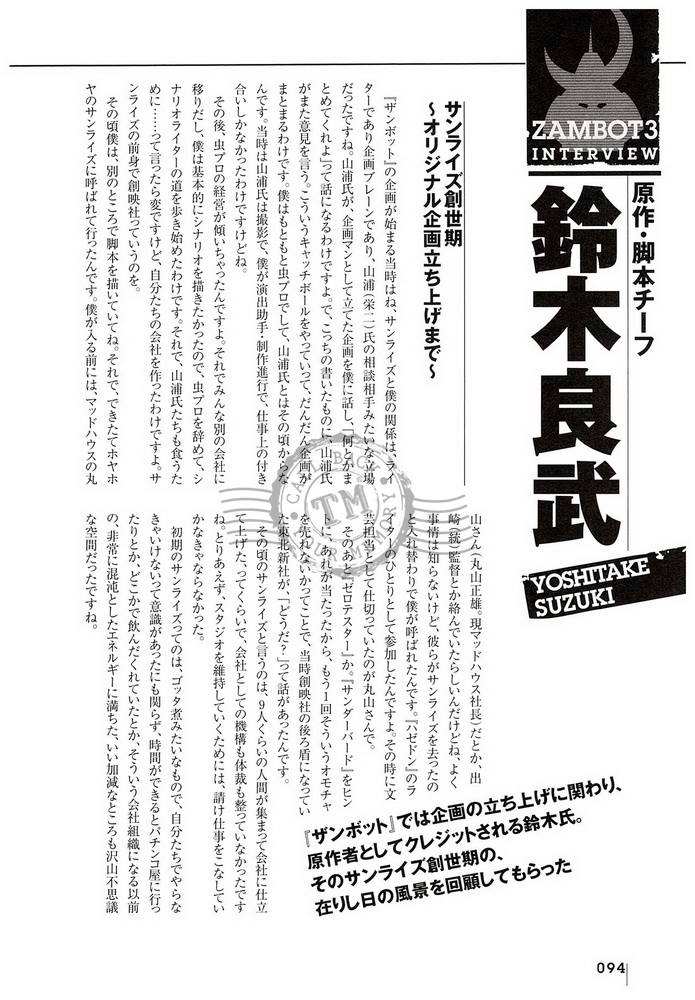 ZAMBOT3
INTERVIEW
原作・脚本チーフ
鈴木良武
YOSHITAKE
SUZUKI
『ザンボット』では企画の立ち上げに関わり、
原作者としてクレジットされる鈴木氏。
そのサンライズ創世期の、
在りし日の風景を回顧してもらった
サンライズ創世期
〜オリジナル企画立ち上げまで〜
『ザンボット』の企画が始まる当時はね、サンライズと僕の関係は、ライ
ターであり企画ブレーンであり、山浦(栄二)氏の相談相手みたいな立場
だったですね。山浦氏が、企画マンとして立てた企画を僕に話し、「何とかま
とめてくれよ」って話になるわけですよ。で、こっちの書いたものに、山浦氏
がまた意見を言う。こういうキャッチボールをやっていって、だんだん企画が
まとまるわけです。僕はもともと虫プロでして、山浦氏とはその頃からな
んです。当時は山浦氏は撮影で、僕が演出助手・制作進行で、仕事上の付き
合いしかなかったわけですけどね。
その後、虫プロの経営が傾いちゃったんですよ。それでみんな別の会社に
移りだし、僕は基本的にシナリオを描きたかったので、虫プロを辞めて、シ
ナリオライターの道を歩き始めたわけです。それで、山浦氏たちも食うた
めに……って言ったら変ですけど、自分たちの会社を作ったわけですよ。サ
ンライズの前身で創映社っていうのを。
その頃僕は、別のところで脚本を描いていてね。それで、できたてホヤホ
ヤのサンライズに呼ばれて行ったんです。僕が入る前には、マッドハウスの丸
山さん(丸山正雄。現マッドハウス社長)だとか、出
崎(統)監督とか絡んでいたらしいんだけどね、よく
事情は知らないけど、彼らがサンライズを去ったの
と入れ替わりで僕が呼ばれたんです。『ハゼドン』のラ
イターのひとりとして参加したんですよ。その時に文
芸担当として仕切っていたのが丸山さんで。
そのあと『ゼロテスター』か。『サンダーバード』をヒン
トに、あれが当たったから、もう1回そういうオモチャ
を売れないかってことで、当時創映社の後ろ盾になってい
た東北新社が、「どうだ?」って話があったんです。
その頃のサンライズと言うのは、9人くらいの人間が集まって会社に仕立
て上げた、ってくらいで、会社としての機構も体裁も整っていなかったです
ね。とりあえず、スタジオを維持していくためには、請け仕事をこなしてい
かなきゃならなかった。
初期のサンライズってのは、ゴッタ煮みたいなもので、自分たちでやらな
きゃいけないって意識があったにも関らず、時間ができるとパチンコ屋に行っ
たりとか、どこかで飲んだくれていたとか、そういう会社組織になる以前
の、非常に混沌としたエネルギーに満ちた、いい加減なところも沢山不思議
な空間だったですね。
CALL BACK
TM
YOUR MEMORY
094